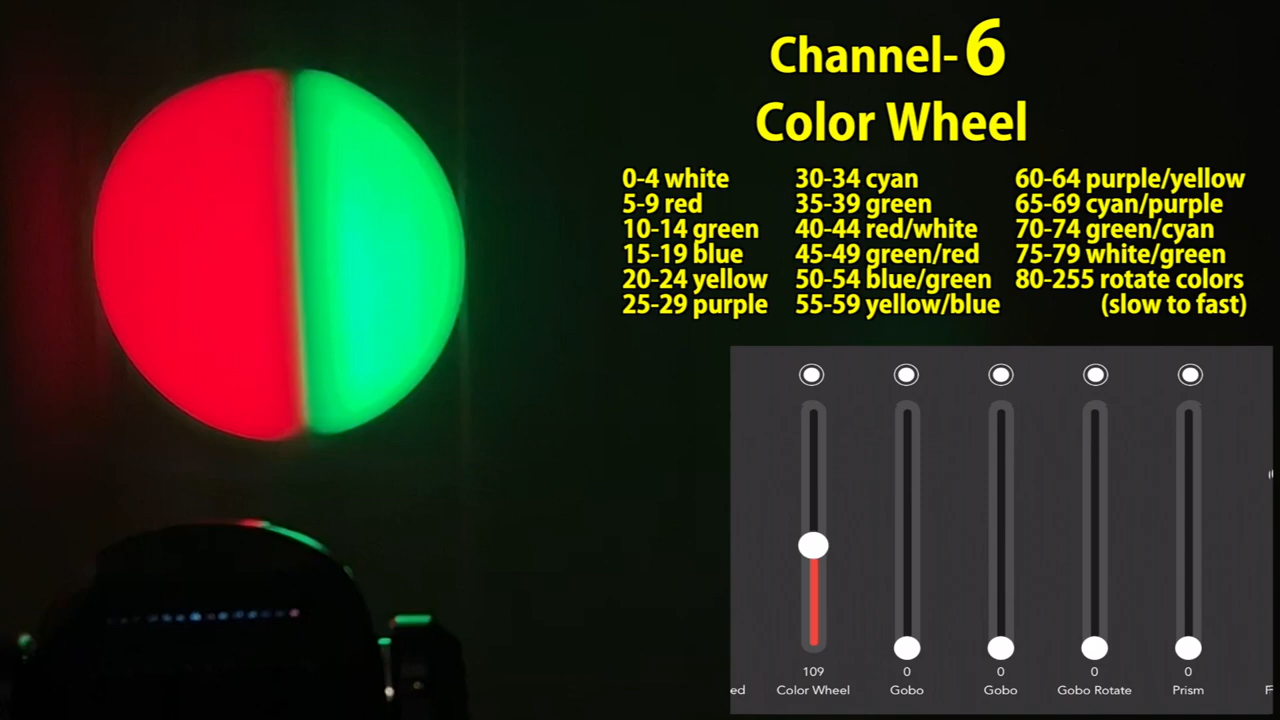 Channel-6
Color Wheel
0-4 white
5-9 red
10-14 green
15-19 blue
20-24 yellow
25-29 purple
30-34 cyan
35-39 green
40-44 red/white
45-49 green/red
50-54 blue/green
55-59 yellow/blue
60-64 purple/yellow
65-69 cyan/purple
70-74 green/cyan
75-79 white/green
80-255 rotate colors
(slow to fast)
109 0 0 0 0
ed Color Wheel Gobo Gobo Gobo Rotate Prism F